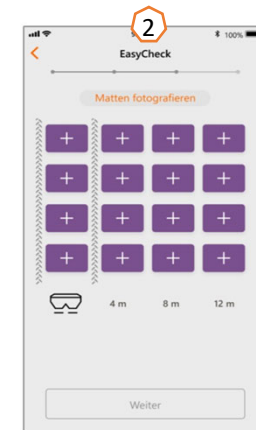 2
100%
EasyCheck
Matten fotografieren
+ + + +
+ + + +
+ + + +
+ + + +
4 m 8 m 12 m
Weiter